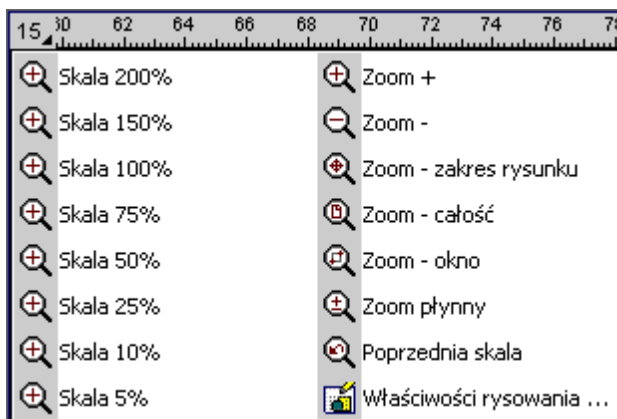 15 30 62 64 66 68 70 72 74 76 78
Skala 200%
Skala 150%
Skala 100%
Skala 75%
Skala 50%
Skala 25%
Skala 10%
Skala 5%
Zoom +
Zoom -
Zoom - zakres rysunku
Zoom - całość
Zoom - okno
Zoom płynny
Poprzednia skala
Właściwości rysowania ...